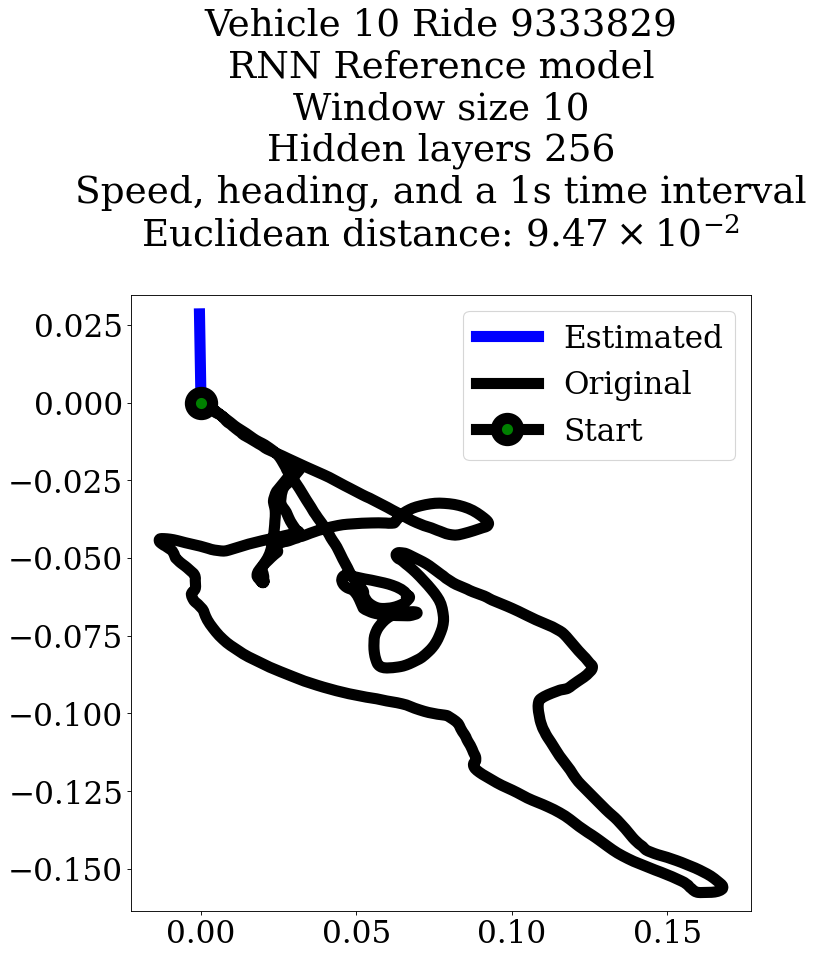 Vehicle 10 Ride 9333829
RNN Reference model
Window size 10
Hidden layers 256
Speed, heading, and a 1s time interval
Euclidean distance: 9.47 × 10⁻²
Estimated
Original
Start
0.025
0.000
−0.025
−0.050
−0.075
−0.100
−0.125
−0.150
0.00 0.05 0.10 0.15